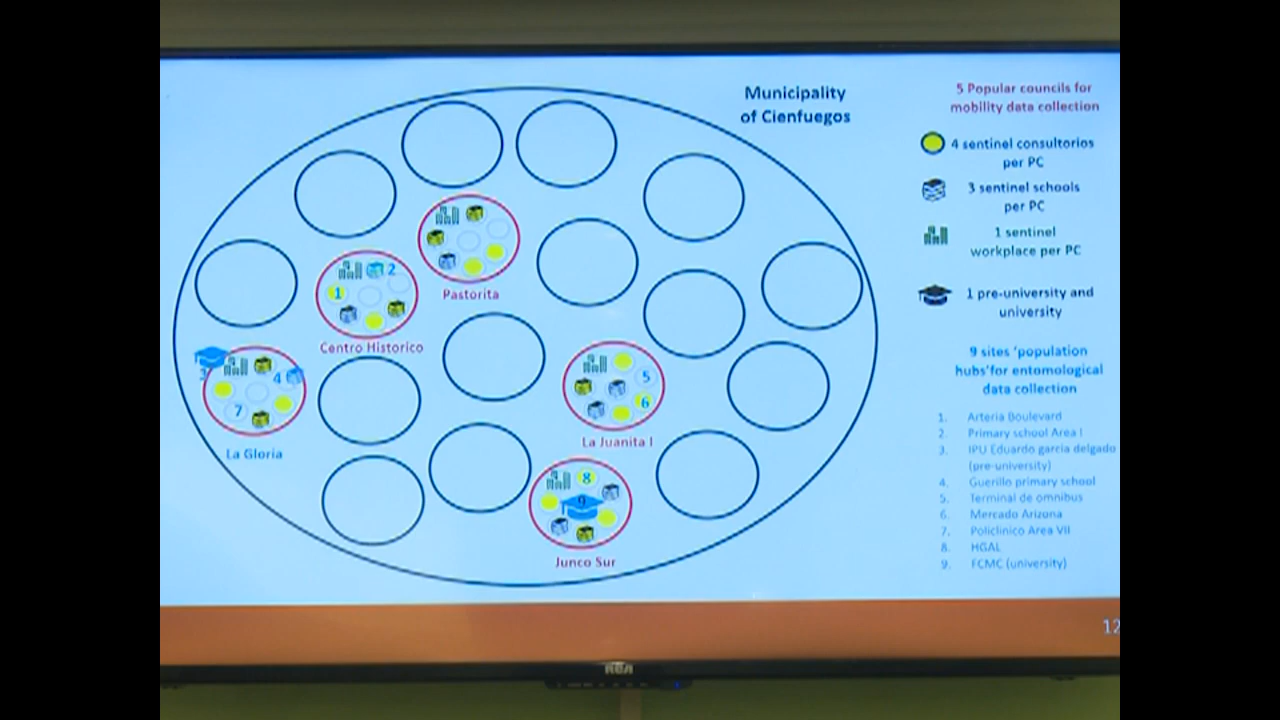 Municipality
of Cienfuegos
5 Popular councils for
mobility data collection
4 sentinel consultorios
per PC
3 sentinel schools
per PC
1 sentinel
workplace per PC
1 pre-university and
university
9 sites 'population
hubs'for entomological
data collection
1. Arteria Boulevard
2. Primary school Area I
3. IPU Eduardo garcia delgado
(pre-university)
4. Guerillo primary school
5. Terminal de omnibus
6. Mercado Arizona
7. Policlinico Area VII
8. HGAL
9. FCMC (university)
Pastorita
2
1
Centro Historico
3
4
7
La Gloria
5
6
La Juanita I
8
9
Junco Sur
12
RCA